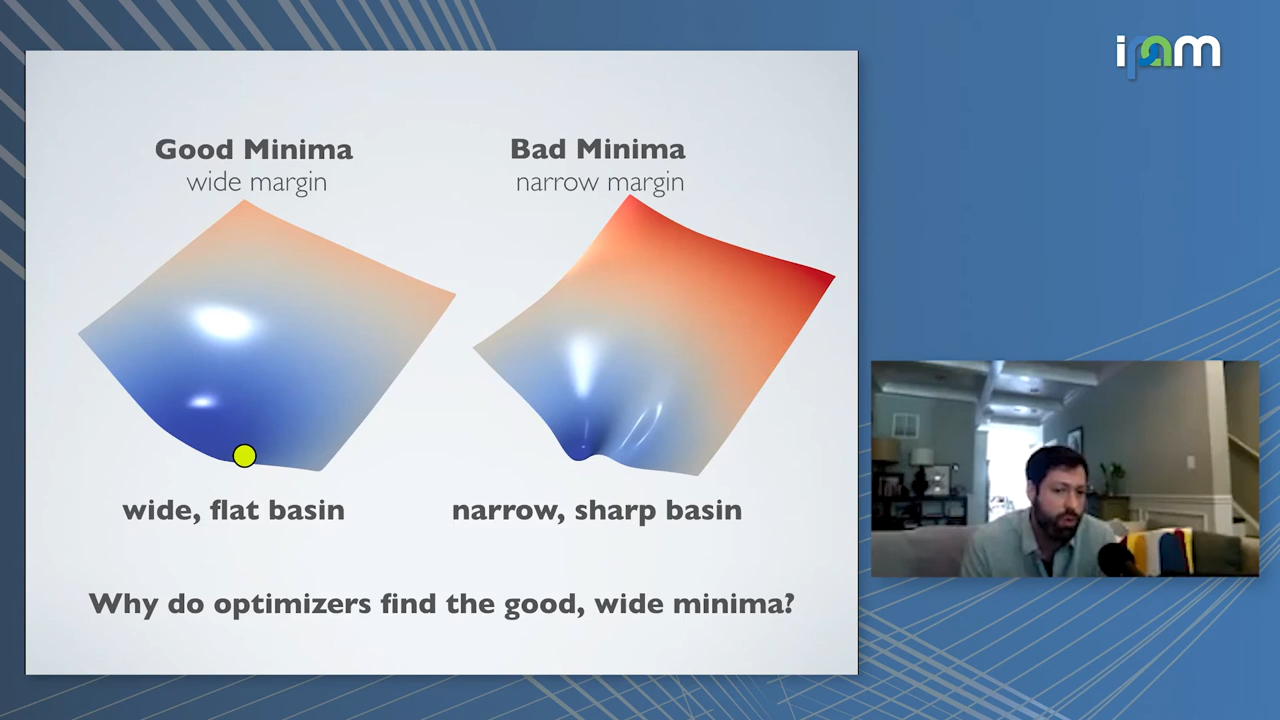 ipam
Good Minima
wide margin
Bad Minima
narrow margin
wide, flat basin
narrow, sharp basin
Why do optimizers find the good, wide minima?